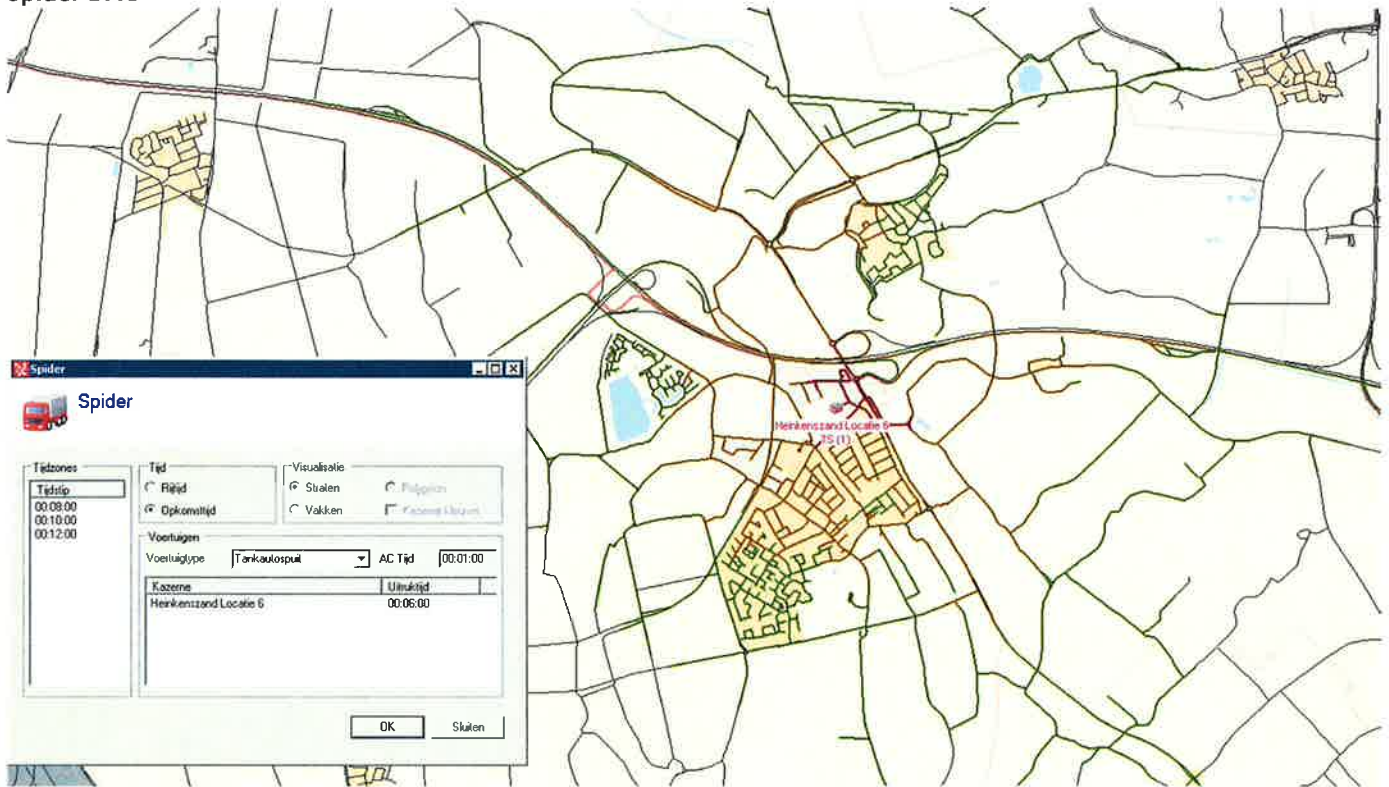 Spider
Spider
Tijdzones
Tijdstip
00:08:00
00:10:00
00:12:00
Tijd
Rijtijd
Opkomsttijd
Visualisatie
Stralen
Vakken
Polygoon
Voertuigen
Voertuigtype
Tankautospuit
AC Tijd
00:01:00
Kazerne
Uitruktijd
Heinkenszand Locatie 6
00:06:00
OK
Sluiten
Heinkenszand Locatie 6
TS (1)